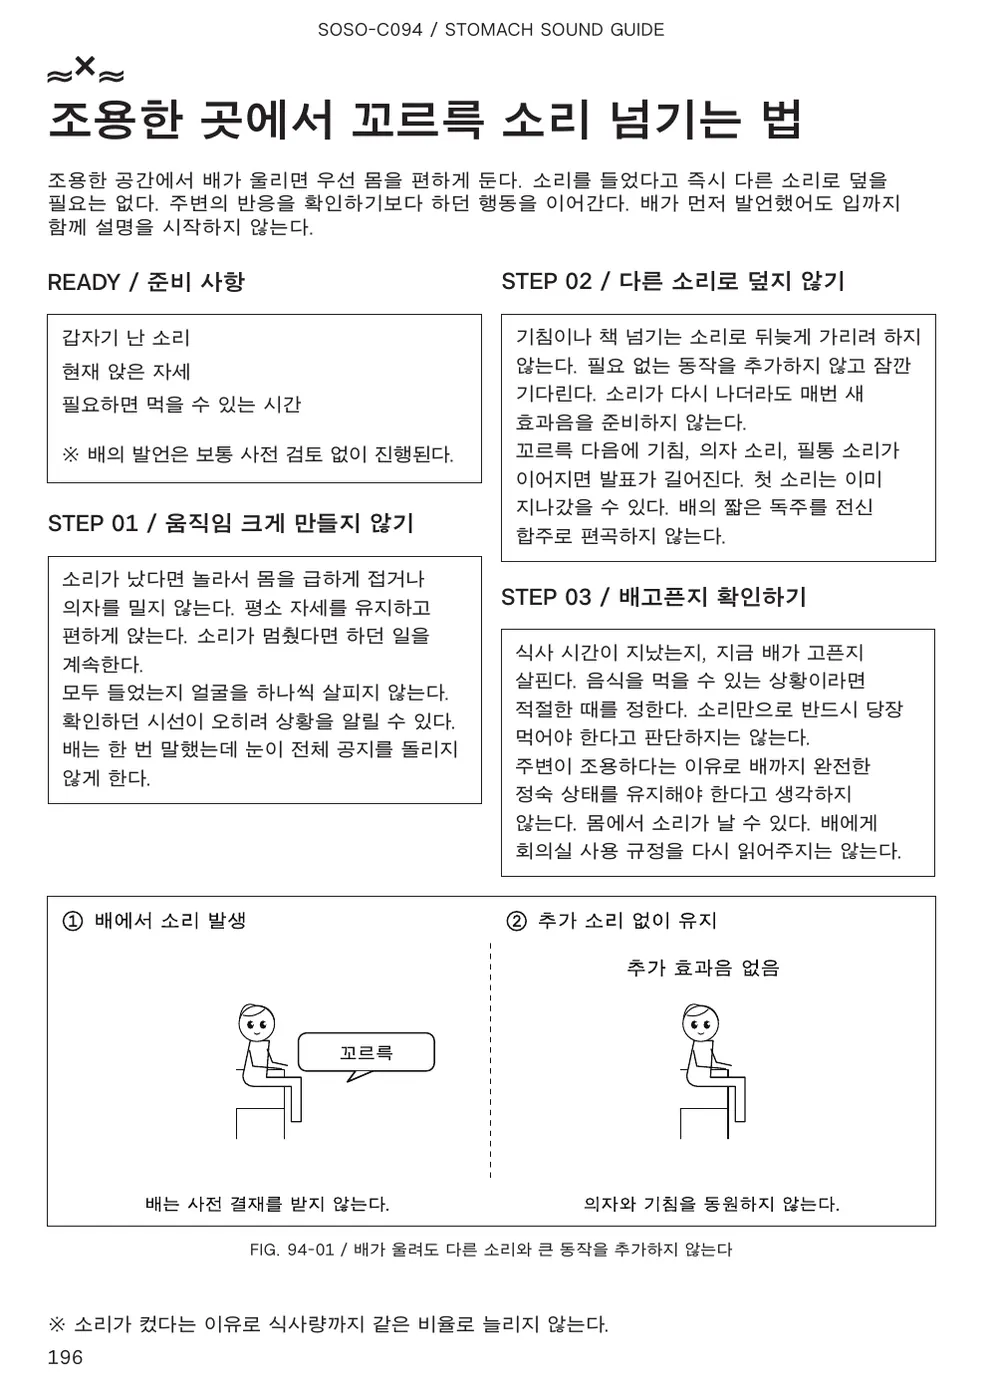 SOSO-C094 / STOMACH SOUND GUIDE
조용한 곳에서 꼬르륵 소리 넘기는 법
조용한 공간에서 배가 울리면 우선 몸을 편하게 둔다. 소리를 들었다고 즉시 다른 소리로 덮을
필요는 없다. 주변의 반응을 확인하기보다 하던 행동을 이어간다. 배가 먼저 발언했어도 입까지
함께 설명을 시작하지 않는다.
READY / 준비 사항
갑자기 난 소리
현재 앉은 자세
필요하면 먹을 수 있는 시간
※ 배의 발언은 보통 사전 검토 없이 진행된다.
STEP 01 / 움직임 크게 만들지 않기
소리가 났다면 놀라서 몸을 급하게 접거나
의자를 밀지 않는다. 평소 자세를 유지하고
편하게 앉는다. 소리가 멈췄다면 하던 일을
계속한다.
모두 들었는지 얼굴을 하나씩 살피지 않는다.
확인하던 시선이 오히려 상황을 알릴 수 있다.
배는 한 번 말했는데 눈이 전체 공지를 돌리지
않게 한다.
STEP 02 / 다른 소리로 덮지 않기
기침이나 책 넘기는 소리로 뒤늦게 가리려 하지
않는다. 필요 없는 동작을 추가하지 않고 잠깐
기다린다. 소리가 다시 나더라도 매번 새
효과음을 준비하지 않는다.
꼬르륵 다음에 기침, 의자 소리, 필통 소리가
이어지면 발표가 길어진다. 첫 소리는 이미
지나갔을 수 있다. 배의 짧은 독주를 전신
합주로 편곡하지 않는다.
STEP 03 / 배고픈지 확인하기
식사 시간이 지났는지, 지금 배가 고픈지
살핀다. 음식을 먹을 수 있는 상황이라면
적절한 때를 정한다. 소리만으로 반드시 당장
먹어야 한다고 판단하지는 않는다.
주변이 조용하다는 이유로 배까지 완전한
정숙 상태를 유지해야 한다고 생각하지
않는다. 몸에서 소리가 날 수 있다. 배에게
회의실 사용 규정을 다시 읽어주지는 않는다.
① 배에서 소리 발생
꼬르륵
배는 사전 결재를 받지 않는다.
② 추가 소리 없이 유지
추가 효과음 없음
의자와 기침을 동원하지 않는다.
FIG. 94-01 / 배가 울려도 다른 소리와 큰 동작을 추가하지 않는다
※ 소리가 컸다는 이유로 식사량까지 같은 비율로 늘리지 않는다.
196